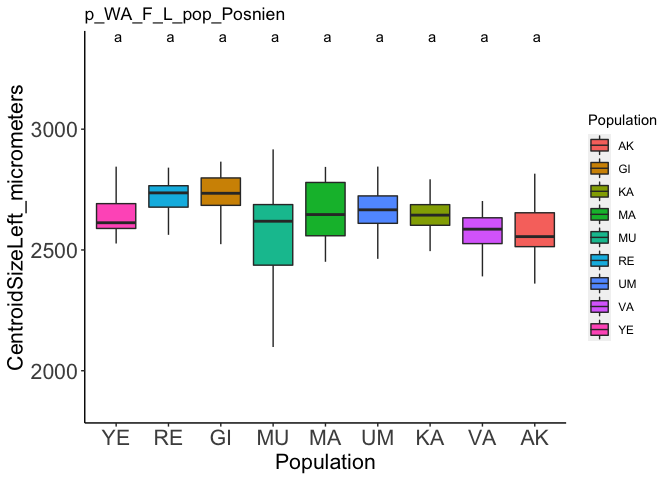 p_WA_F_L_pop_Posnien
a a a a a a a a a
CentroidSizeLeft_micrometers
3000
2500
2000
YE RE GI MU MA UM KA VA AK
Population
Population
AK
GI
KA
MA
MU
RE
UM
VA
YE